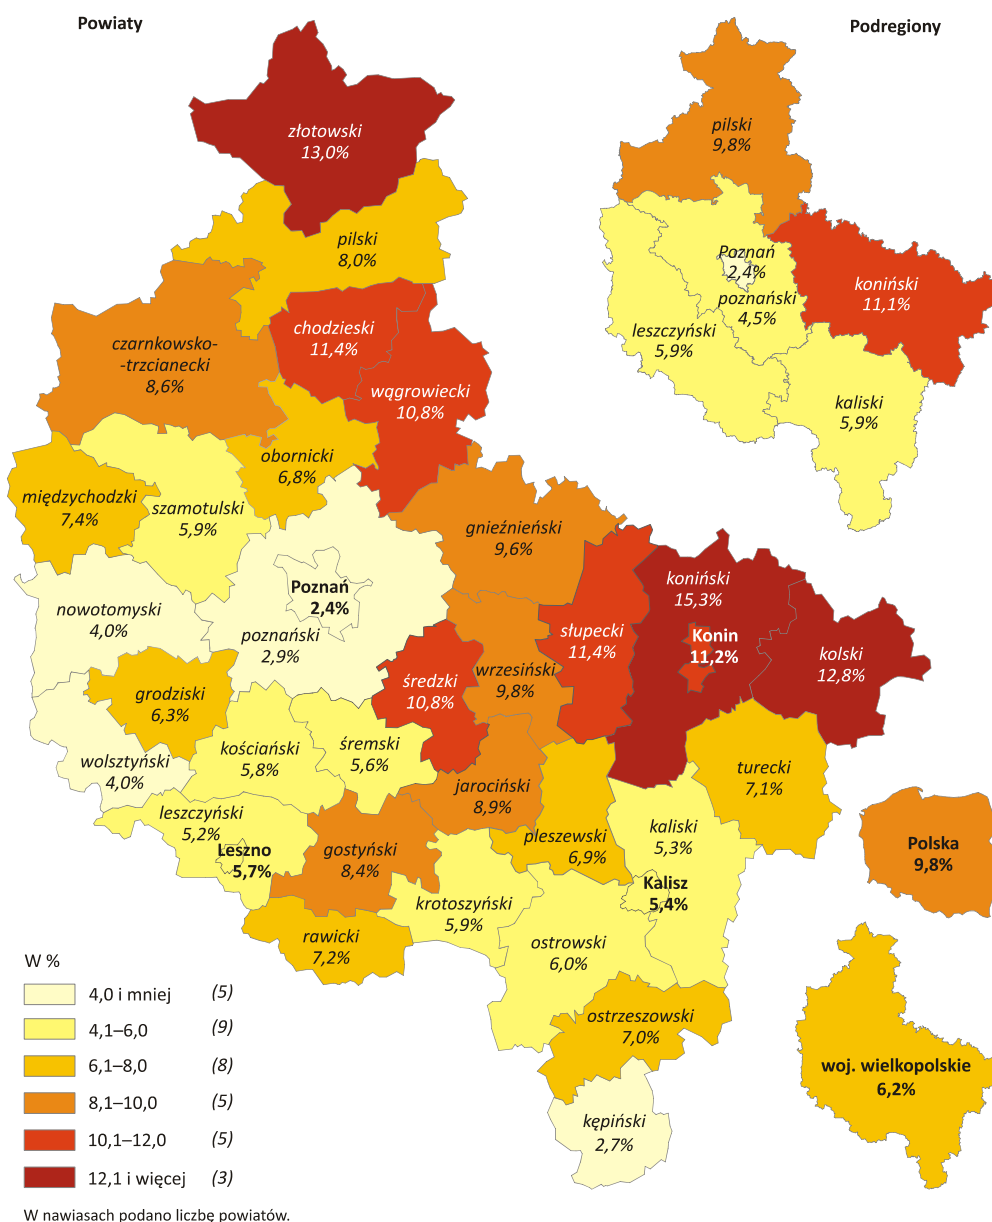 Powiaty
Podregiony
złotowski
13,0%
pilski
8,0%
chodzieski
11,4%
czarnkowsko-
-trzcianecki
8,6%
wągrowiecki
10,8%
obornicki
6,8%
międzychodzki
7,4%
szamotulski
5,9%
gnieźnieński
9,6%
Poznań
2,4%
nowotomyski
4,0%
poznański
2,9%
koniński
15,3%
słupecki
11,4%
Konin
11,2%
kolski
12,8%
średzki
10,8%
wrzesiński
9,8%
grodziski
6,3%
kościański
5,8%
śremski
5,6%
wolsztyński
4,0%
jarociński
8,9%
turecki
7,1%
leszczyński
5,2%
Leszno
5,7%
gostyński
8,4%
pleszewski
6,9%
kaliski
5,3%
Kalisz
5,4%
krotoszyński
5,9%
rawicki
7,2%
ostrowski
6,0%
ostrzeszowski
7,0%
kępiński
2,7%
pilski
9,8%
Poznań
2,4%
poznański
4,5%
koniński
11,1%
leszczyński
5,9%
kaliski
5,9%
Polska
9,8%
woj. wielkopolskie
6,2%
W %
4,0 i mniej (5)
4,1–6,0 (9)
6,1–8,0 (8)
8,1–10,0 (5)
10,1–12,0 (5)
12,1 i więcej (3)
W nawiasach podano liczbę powiatów.